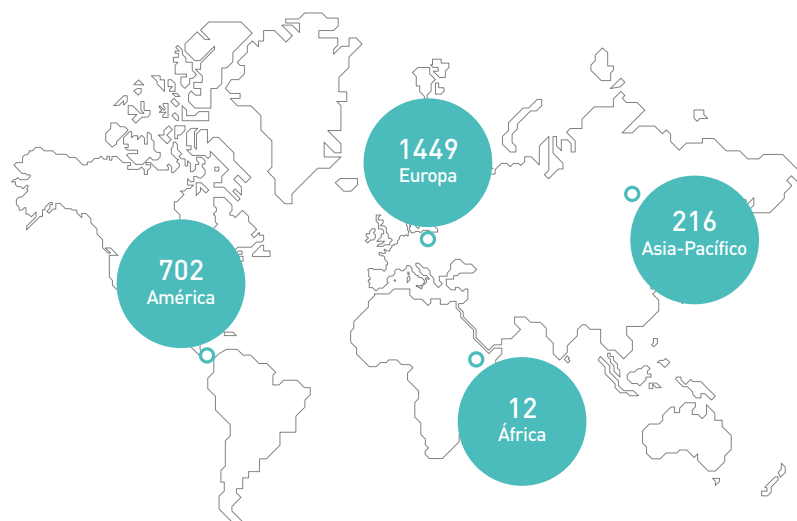 1449
Europa
216
Asia-Pacífico
702
América
12
África